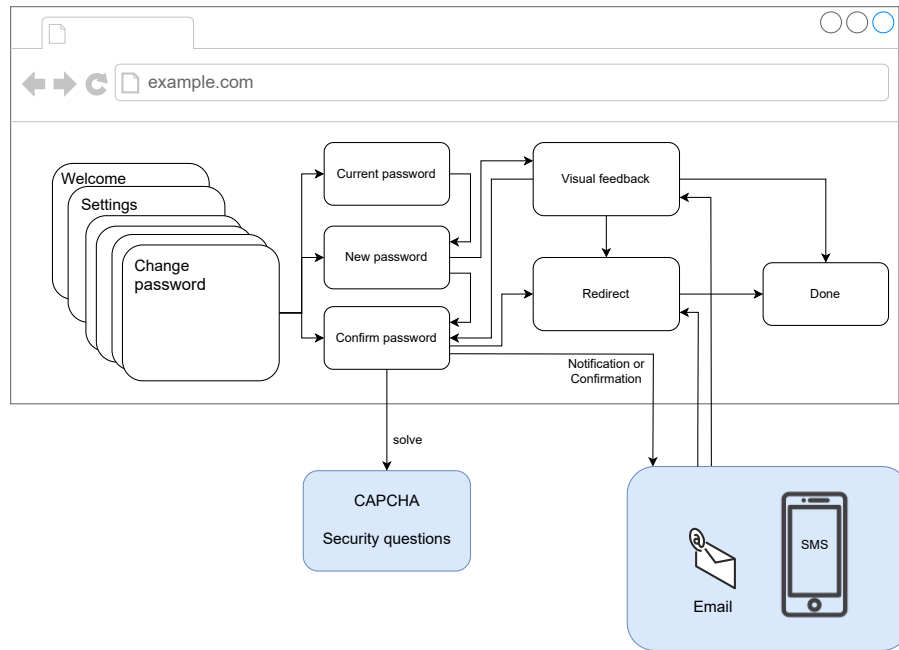 example.com
Welcome
Settings
Change
password
Current password
New password
Confirm password
Visual feedback
Redirect
Done
Notification or
Confirmation
solve
CAPCHA
Security questions
@
Email
SMS